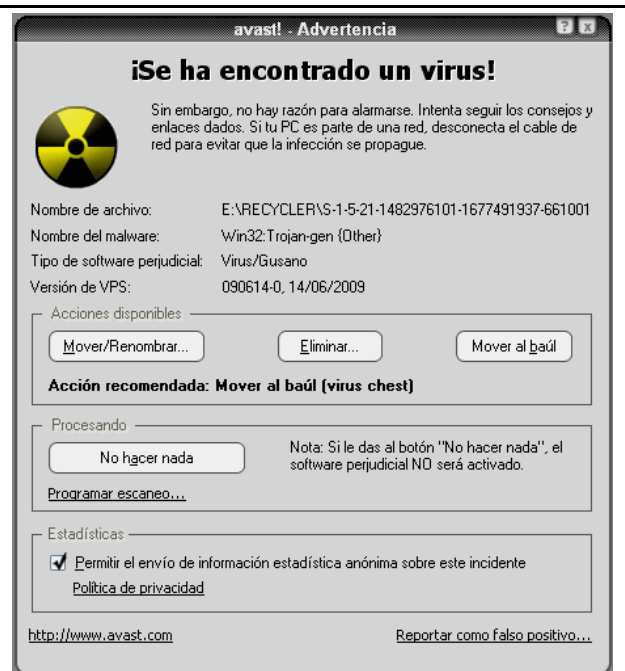 avast! - Advertencia
? x
¡Se ha encontrado un virus!
Sin embargo, no hay razón para alarmarse. Intenta seguir los consejos y
enlaces dados. Si tu PC es parte de una red, desconecta el cable de
red para evitar que la infección se propague.
Nombre de archivo: E:\RECYCLER\S-1-5-21-1482976101-1677491937-661001
Nombre del malware: Win32:Trojan-gen {Other}
Tipo de software perjudicial: Virus/Gusano
Versión de VPS: 090614-0, 14/06/2009
Acciones disponibles
Mover/Renombrar... Eliminar... Mover al baúl
Acción recomendada: Mover al baúl (virus chest)
Procesando
No hacer nada
Nota: Si le das al botón "No hacer nada", el
software perjudicial NO será activado.
Programar escaneo...
Estadísticas
Permitir el envío de información estadística anónima sobre este incidente
Política de privacidad
http://www.avast.com Reportar como falso positivo...